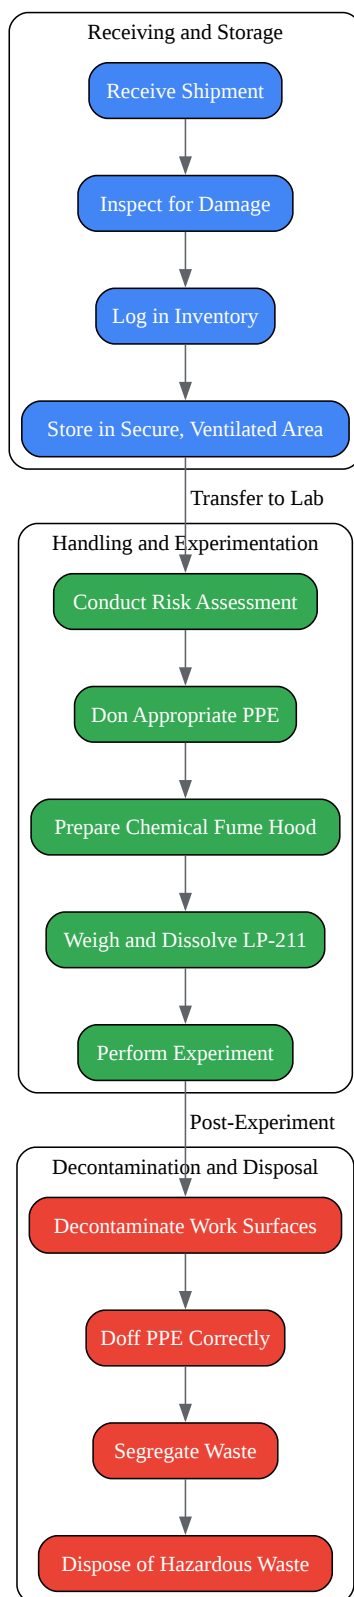 Receiving and Storage
Receive Shipment
Inspect for Damage
Log in Inventory
Store in Secure, Ventilated Area
Transfer to Lab
Handling and Experimentation
Conduct Risk Assessment
Don Appropriate PPE
Prepare Chemical Fume Hood
Weigh and Dissolve LP-211
Perform Experiment
Post-Experiment
Decontamination and Disposal
Decontaminate Work Surfaces
Doff PPE Correctly
Segregate Waste
Dispose of Hazardous Waste